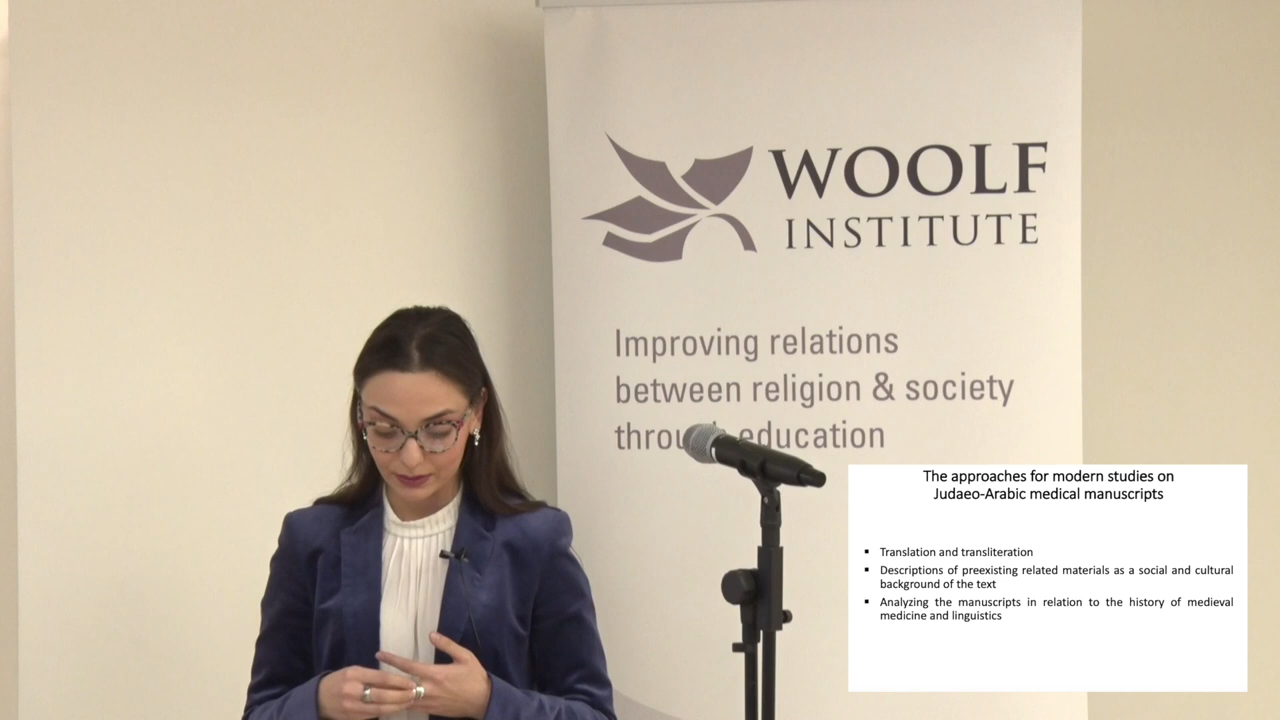 WOOLF
INSTITUTE
Improving relations
between religion & society
throu education
The approaches for modern studies on
Judaeo-Arabic medical manuscripts
▪ Translation and transliteration
▪ Descriptions of preexisting related materials as a social and cultural
background of the text
▪ Analyzing the manuscripts in relation to the history of medieval
medicine and linguistics